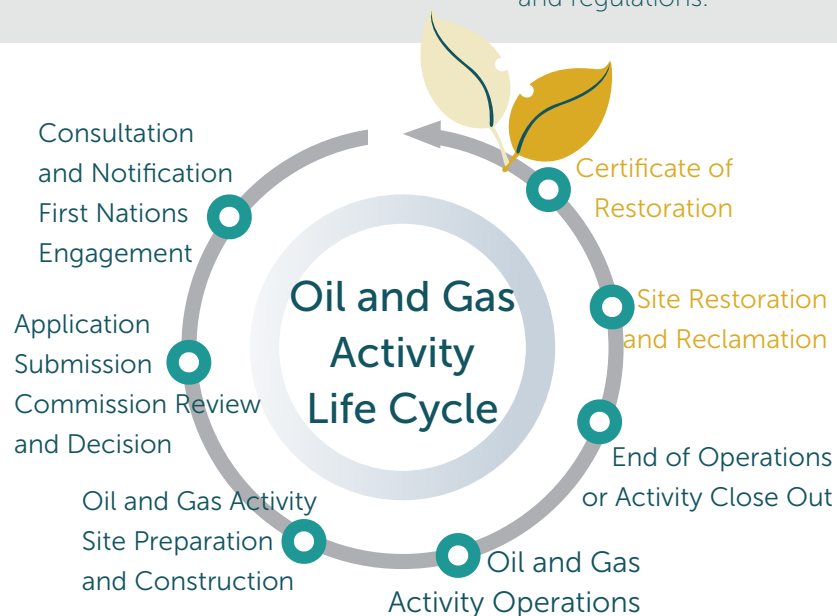 and regulations.
Consultation
and Notification
First Nations
Engagement
Application
Submission
Commission Review
and Decision
Oil and Gas Activity
Site Preparation
and Construction
Oil and Gas
Activity Operations
End of Operations
or Activity Close Out
Site Restoration
and Reclamation
Certificate of
Restoration
Oil and Gas
Activity
Life Cycle